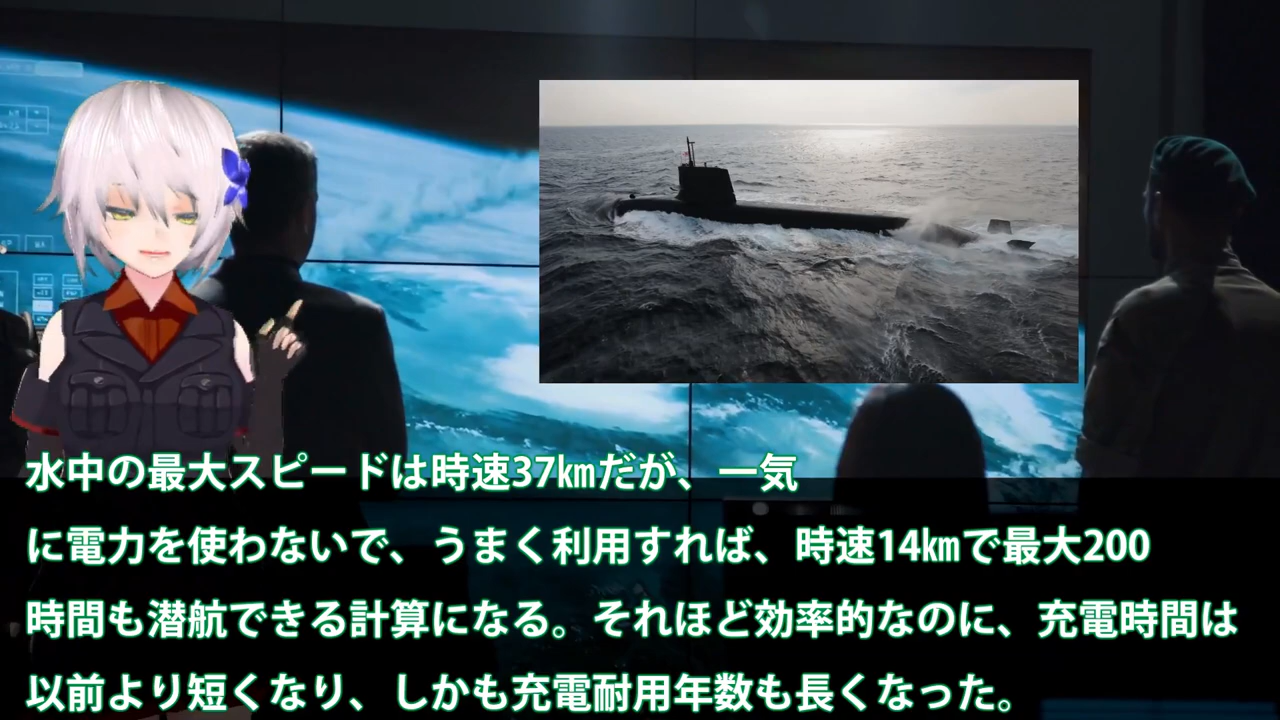 水中の最大スピードは時速37㎞だが、一気
に電力を使わないで、うまく利用すれば、時速14㎞で最大200
時間も潜航できる計算になる。それほど効率的なのに、充電時間は
以前より短くなり、しかも充電耐用年数も長くなった。